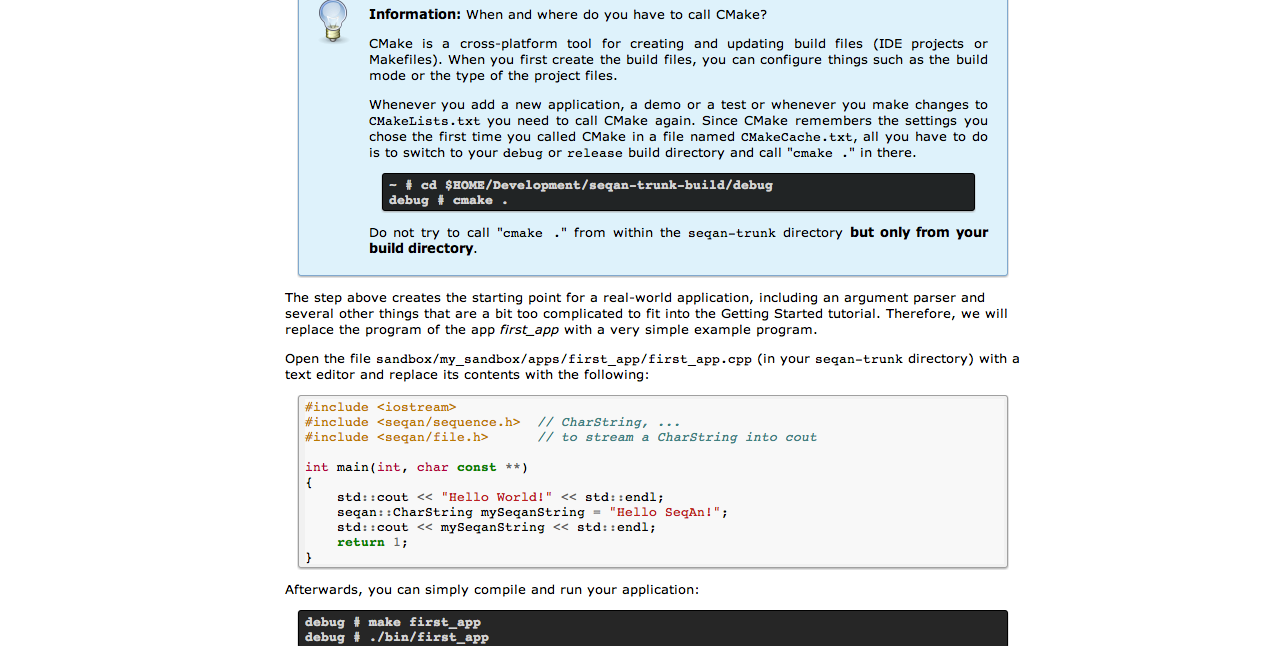 Information: When and where do you have to call CMake?
CMake is a cross-platform tool for creating and updating build files (IDE projects or
Makefiles). When you first create the build files, you can configure things such as the build
mode or the type of the project files.
Whenever you add a new application, a demo or a test or whenever you make changes to
CMakeLists.txt you need to call CMake again. Since CMake remembers the settings you
chose the first time you called CMake in a file named CMakeCache.txt, all you have to do
is to switch to your debug or release build directory and call "cmake ." in there.
~ # cd $HOME/Development/seqan-trunk-build/debug
debug # cmake .
Do not try to call "cmake ." from within the seqan-trunk directory but only from your
build directory.
The step above creates the starting point for a real-world application, including an argument parser and
several other things that are a bit too complicated to fit into the Getting Started tutorial. Therefore, we will
replace the program of the app first_app with a very simple example program.
Open the file sandbox/my_sandbox/apps/first_app/first_app.cpp (in your seqan-trunk directory) with a
text editor and replace its contents with the following:
#include <iostream>
#include <seqan/sequence.h>  // CharString, ...
#include <seqan/file.h>      // to stream a CharString into cout
int main(int, char const **)
{
    std::cout << "Hello World!" << std::endl;
    seqan::CharString mySeqanString = "Hello SeqAn!";
    std::cout << mySeqanString << std::endl;
    return 1;
}
Afterwards, you can simply compile and run your application:
debug # make first_app
debug # ./bin/first_app